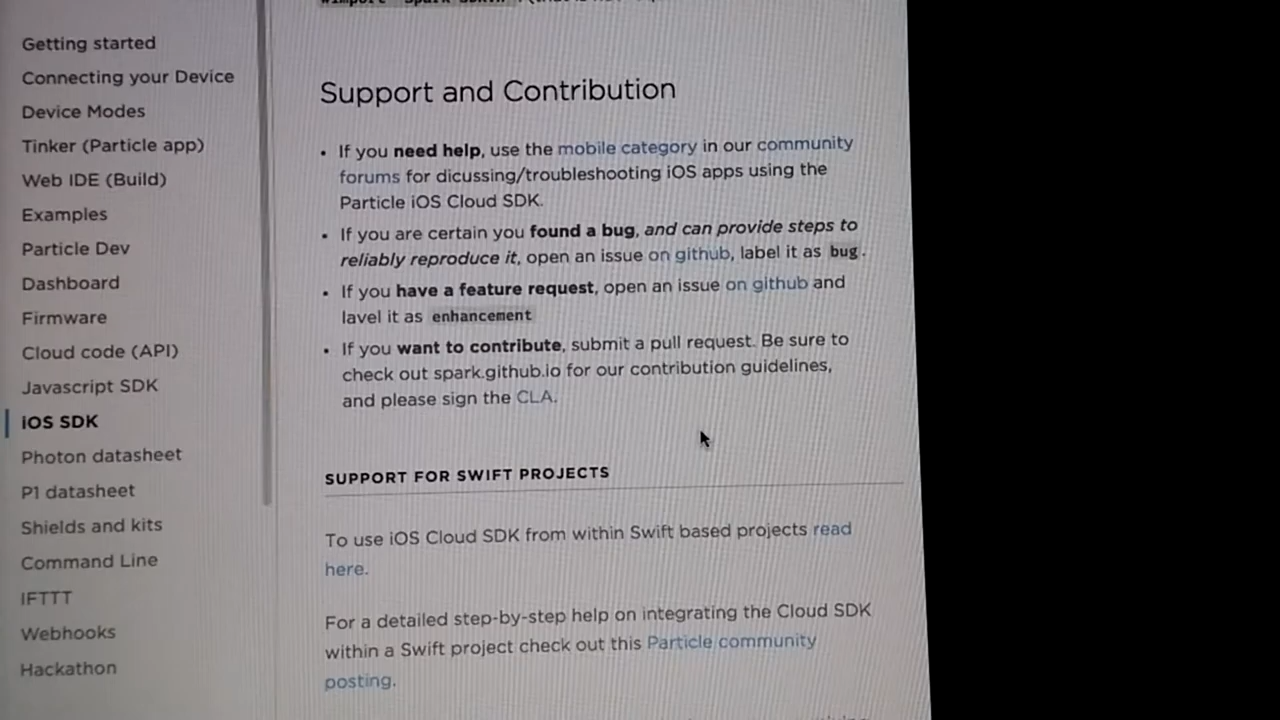 Getting started
Connecting your Device
Device Modes
Tinker (Particle app)
Web IDE (Build)
Examples
Particle Dev
Dashboard
Firmware
Cloud code (API)
Javascript SDK
iOS SDK
Photon datasheet
P1 datasheet
Shields and kits
Command Line
IFTTT
Webhooks
Hackathon
Support and Contribution
• If you need help, use the mobile category in our community
forums for dicussing/troubleshooting iOS apps using the
Particle iOS Cloud SDK.
• If you are certain you found a bug, and can provide steps to
reliably reproduce it, open an issue on github, label it as bug.
• If you have a feature request, open an issue on github and
lavel it as enhancement
• If you want to contribute, submit a pull request. Be sure to
check out spark.github.io for our contribution guidelines,
and please sign the CLA.
SUPPORT FOR SWIFT PROJECTS
To use iOS Cloud SDK from within Swift based projects read
here.
For a detailed step-by-step help on integrating the Cloud SDK
within a Swift project check out this Particle community
posting.